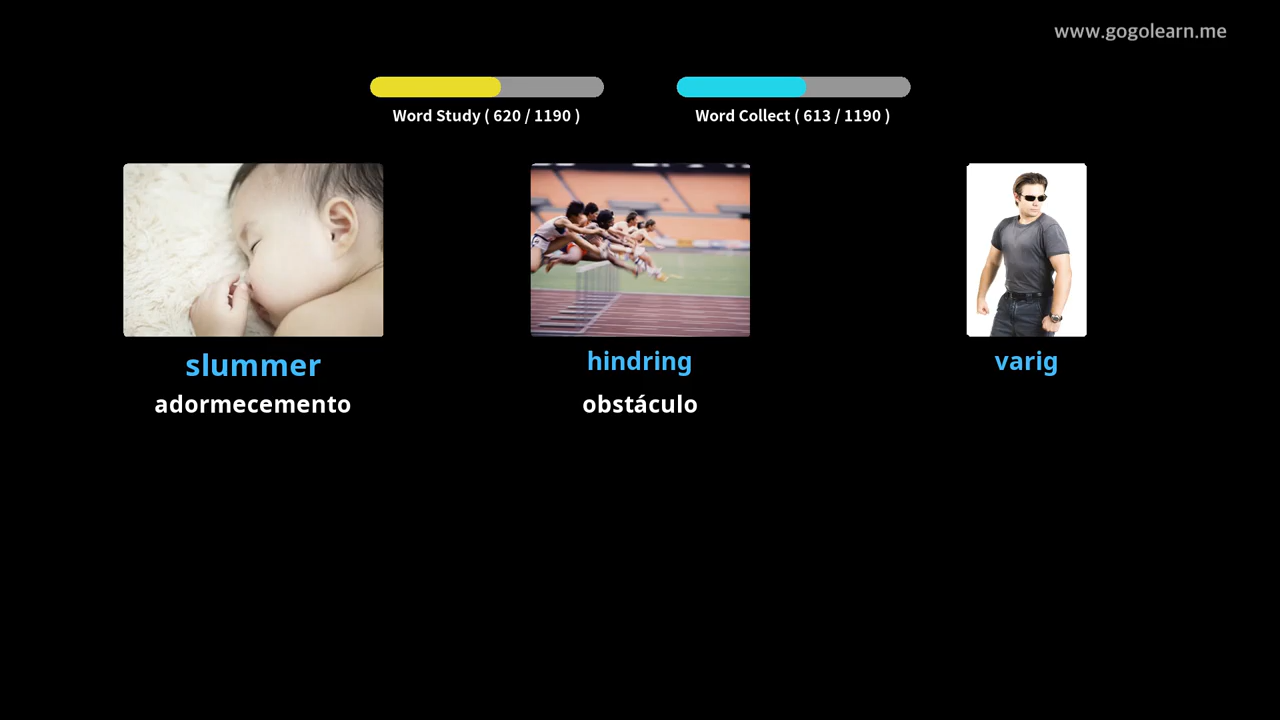 www.gogolearn.me
Word Study ( 620 / 1190 )
Word Collect ( 613 / 1190 )
slummer
hindring
varig
adormecemento
obstáculo